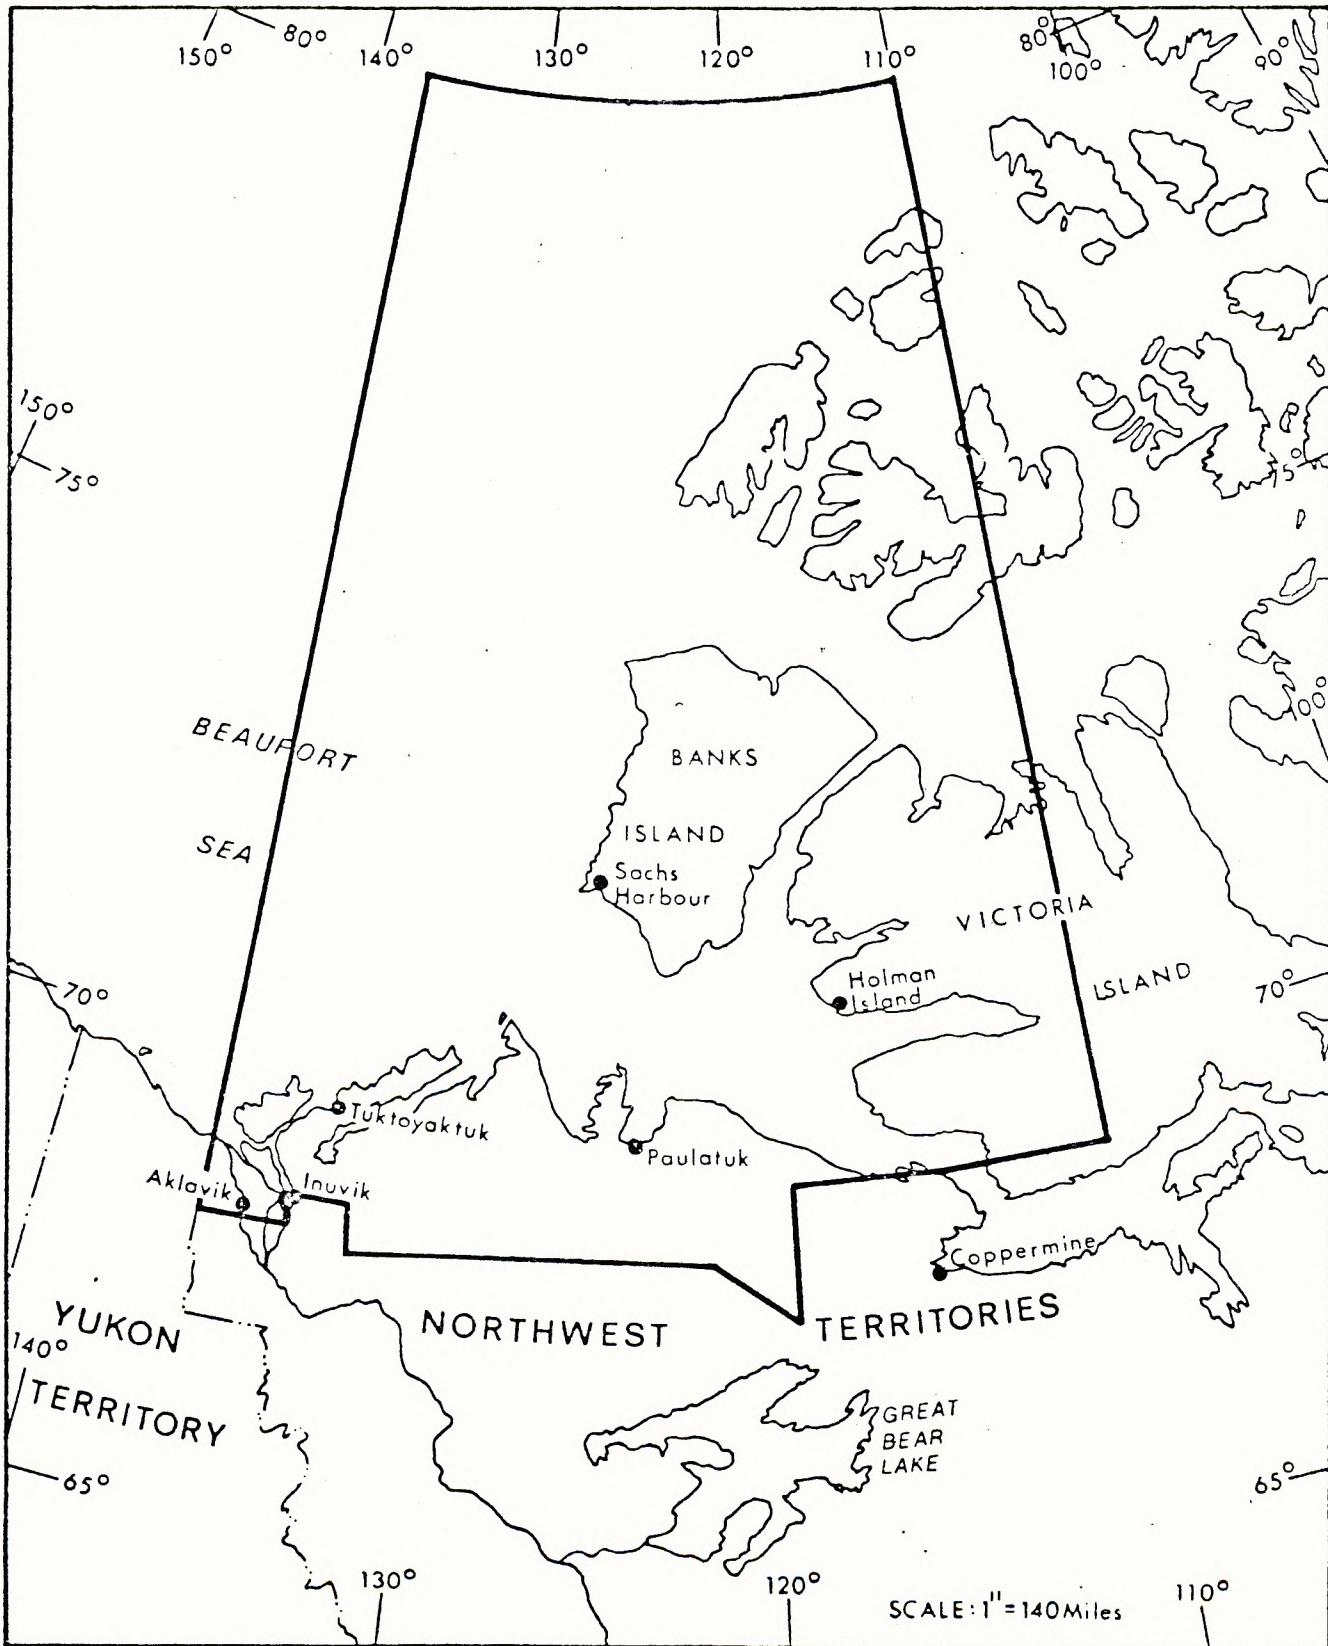 150°
80°
140°
130°
120°
110°
80°
100°
90°
150°
75°
75°
100°
BEAUFORT
SEA
BANKS
ISLAND
Sachs
Harbour
VICTORIA
ISLAND
Holman
Island
70°
70°
Tuktoyaktuk
Paulatuk
Aklavik
Inuvik
Coppermine
YUKON
TERRITORY
NORTHWEST
TERRITORIES
140°
GREAT
BEAR
LAKE
65°
65°
130°
120°
110°
SCALE: 1"=140 Miles